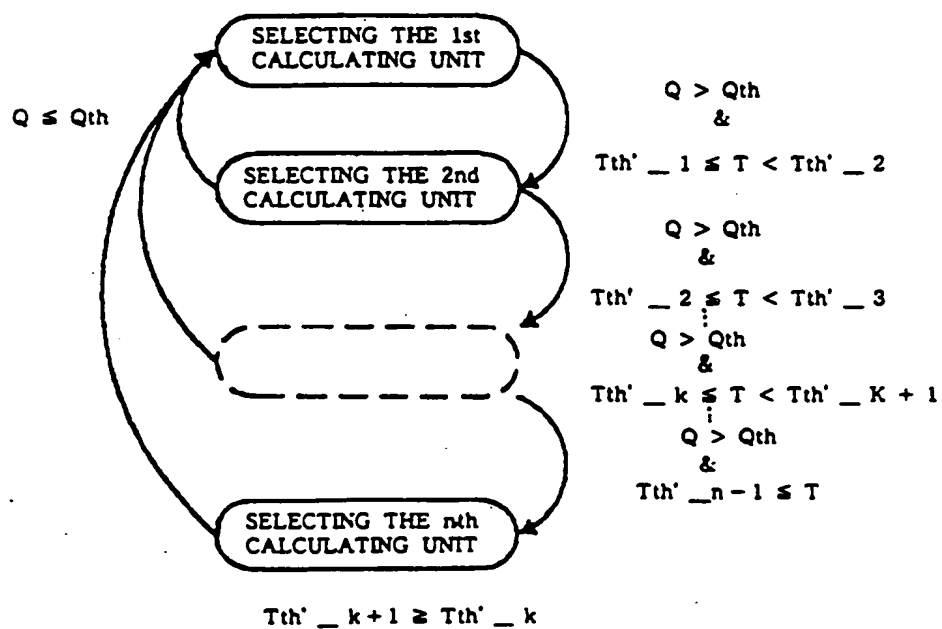 SELECTING THE 1st
CALCULATING UNIT
Q ≦ Qth
Q > Qth
&
Tth' _ 1 ≦ T < Tth' _ 2
SELECTING THE 2nd
CALCULATING UNIT
Q > Qth
&
Tth' _ 2 ≦ T < Tth' _ 3
Q > Qth
&
Tth' _ k ≦ T < Tth' _ K + 1
Q > Qth
&
Tth' _n-1 ≦ T
SELECTING THE nth
CALCULATING UNIT
Tth' _ k+1 ≧ Tth' _ k